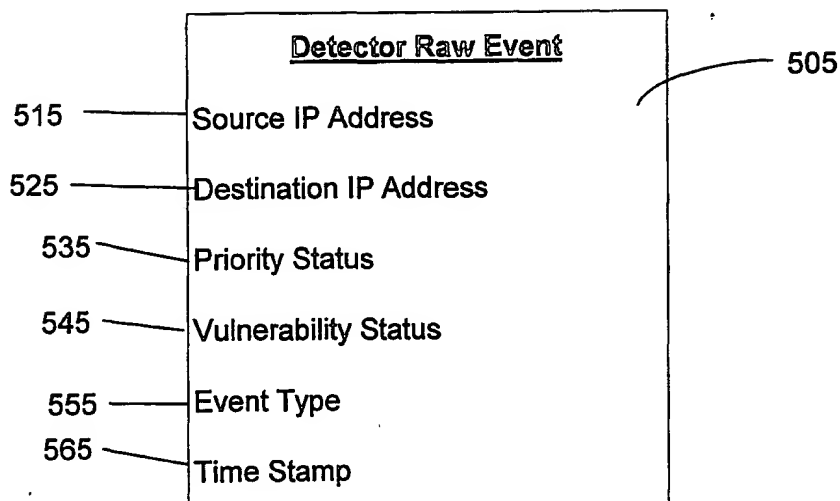 Detector Raw Event
505
515 Source IP Address
525 Destination IP Address
535 Priority Status
545 Vulnerability Status
555 Event Type
565 Time Stamp